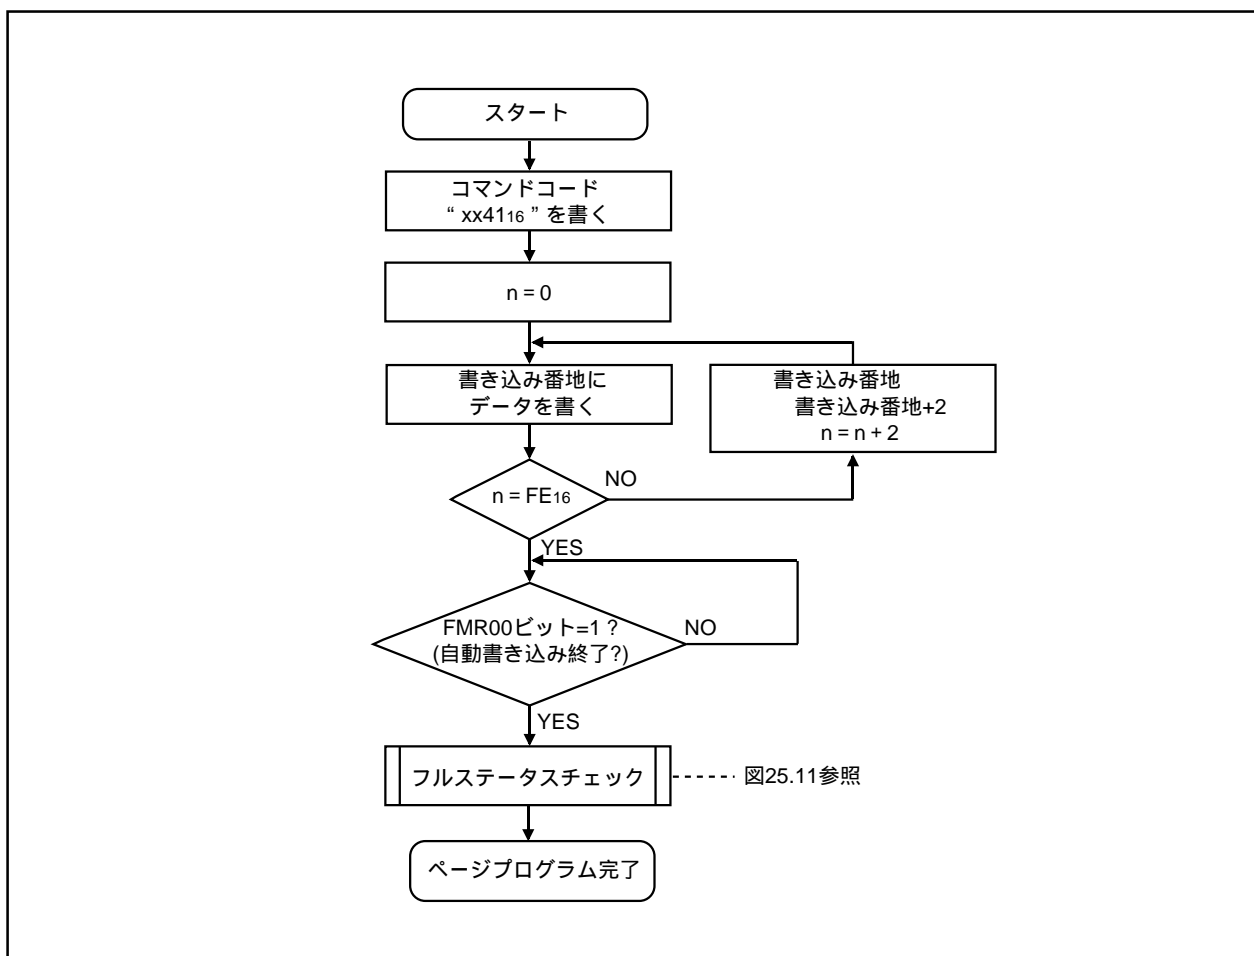 スタート
コマンドコード
“ xx4116 ” を書く
n = 0
書き込み番地に
データを書く
書き込み番地
書き込み番地+2
n = n + 2
n = FE16
NO
YES
FMR00ビット=1 ?
(自動書き込み終了?)
NO
YES
フルステータスチェック
図25.11参照
ページプログラム完了